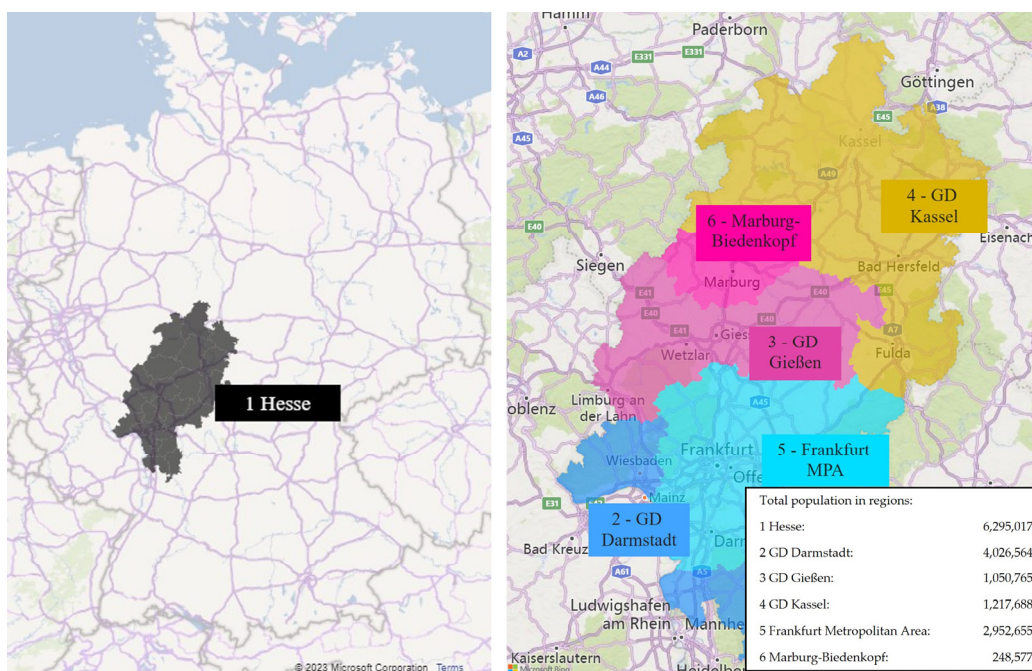 1 Hesse
© 2023 Microsoft Corporation Terms
Hamm
Paderborn
E331
E331
A2
A44
Göttingen
A46
A38
E45
A45
Kassel
A49
4 - GD
Kassel
6 - Marburg-
Biedenkopf
E40
Eisenach
Siegen
Bad Hersfeld
Marburg
E41
E40
E45
E40
E40
E41
A7
Wetzlar
3 - GD
Gießen
Fulda
Limburg an
der Lahn
A45
oblenz
Frankfurt
5 - Frankfurt
MPA
Offe
Wiesbaden
E31
Mainz
2 - GD
Darmstadt
Darm
Bad Kreuz
A61
A5
Ludwigshafen
am Rhein
Mannhe
Kaiserslautern
Heidelber
Microsoft Bing
Total population in regions:
1 Hesse: 6,295,017
2 GD Darmstadt: 4,026,564
3 GD Gießen: 1,050,765
4 GD Kassel: 1,217,688
5 Frankfurt Metropolitan Area: 2,952,655
6 Marburg-Biedenkopf: 248,575